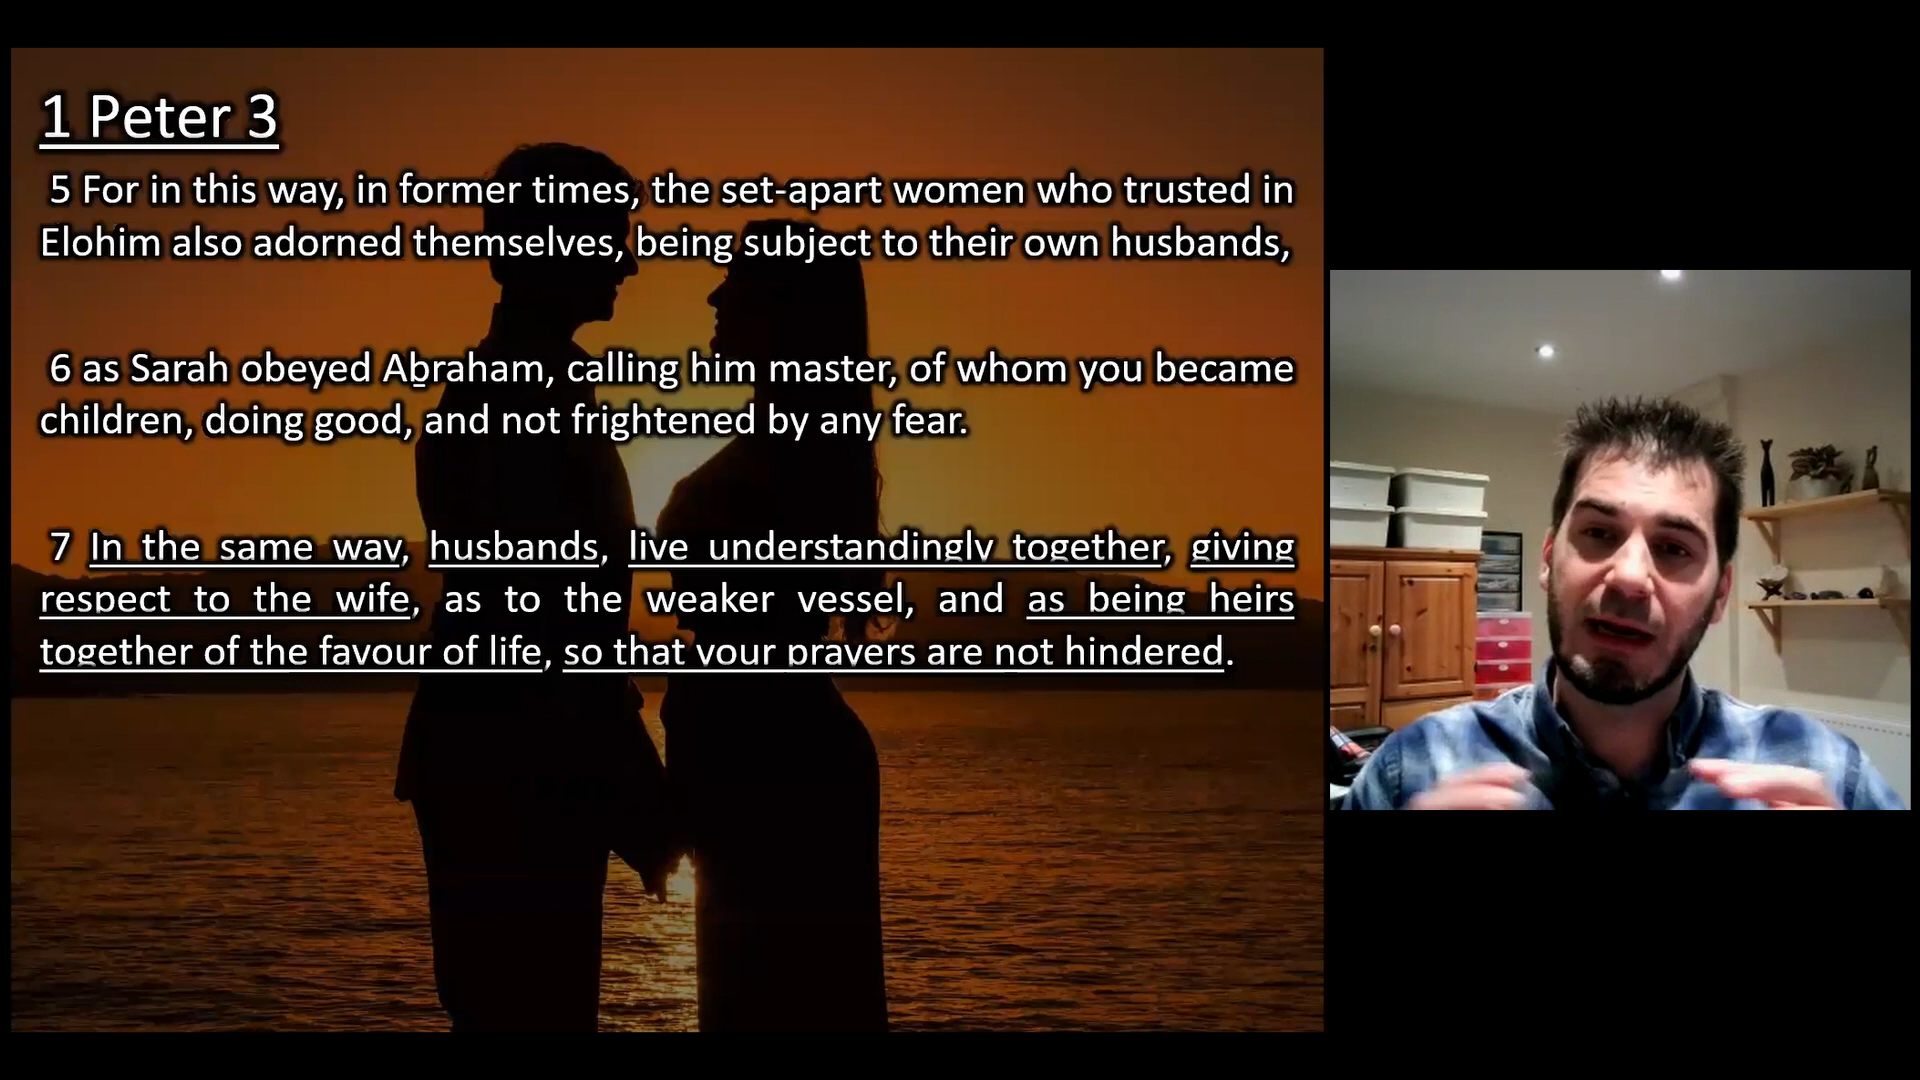 1 Peter 3
5 For in this way, in former times, the set-apart women who trusted in
Elohim also adorned themselves, being subject to their own husbands,
6 as Sarah obeyed Aḇraham, calling him master, of whom you became
children, doing good, and not frightened by any fear.
7 In the same way, husbands, live understandingly together, giving
respect to the wife, as to the weaker vessel, and as being heirs
together of the favour of life, so that your prayers are not hindered.